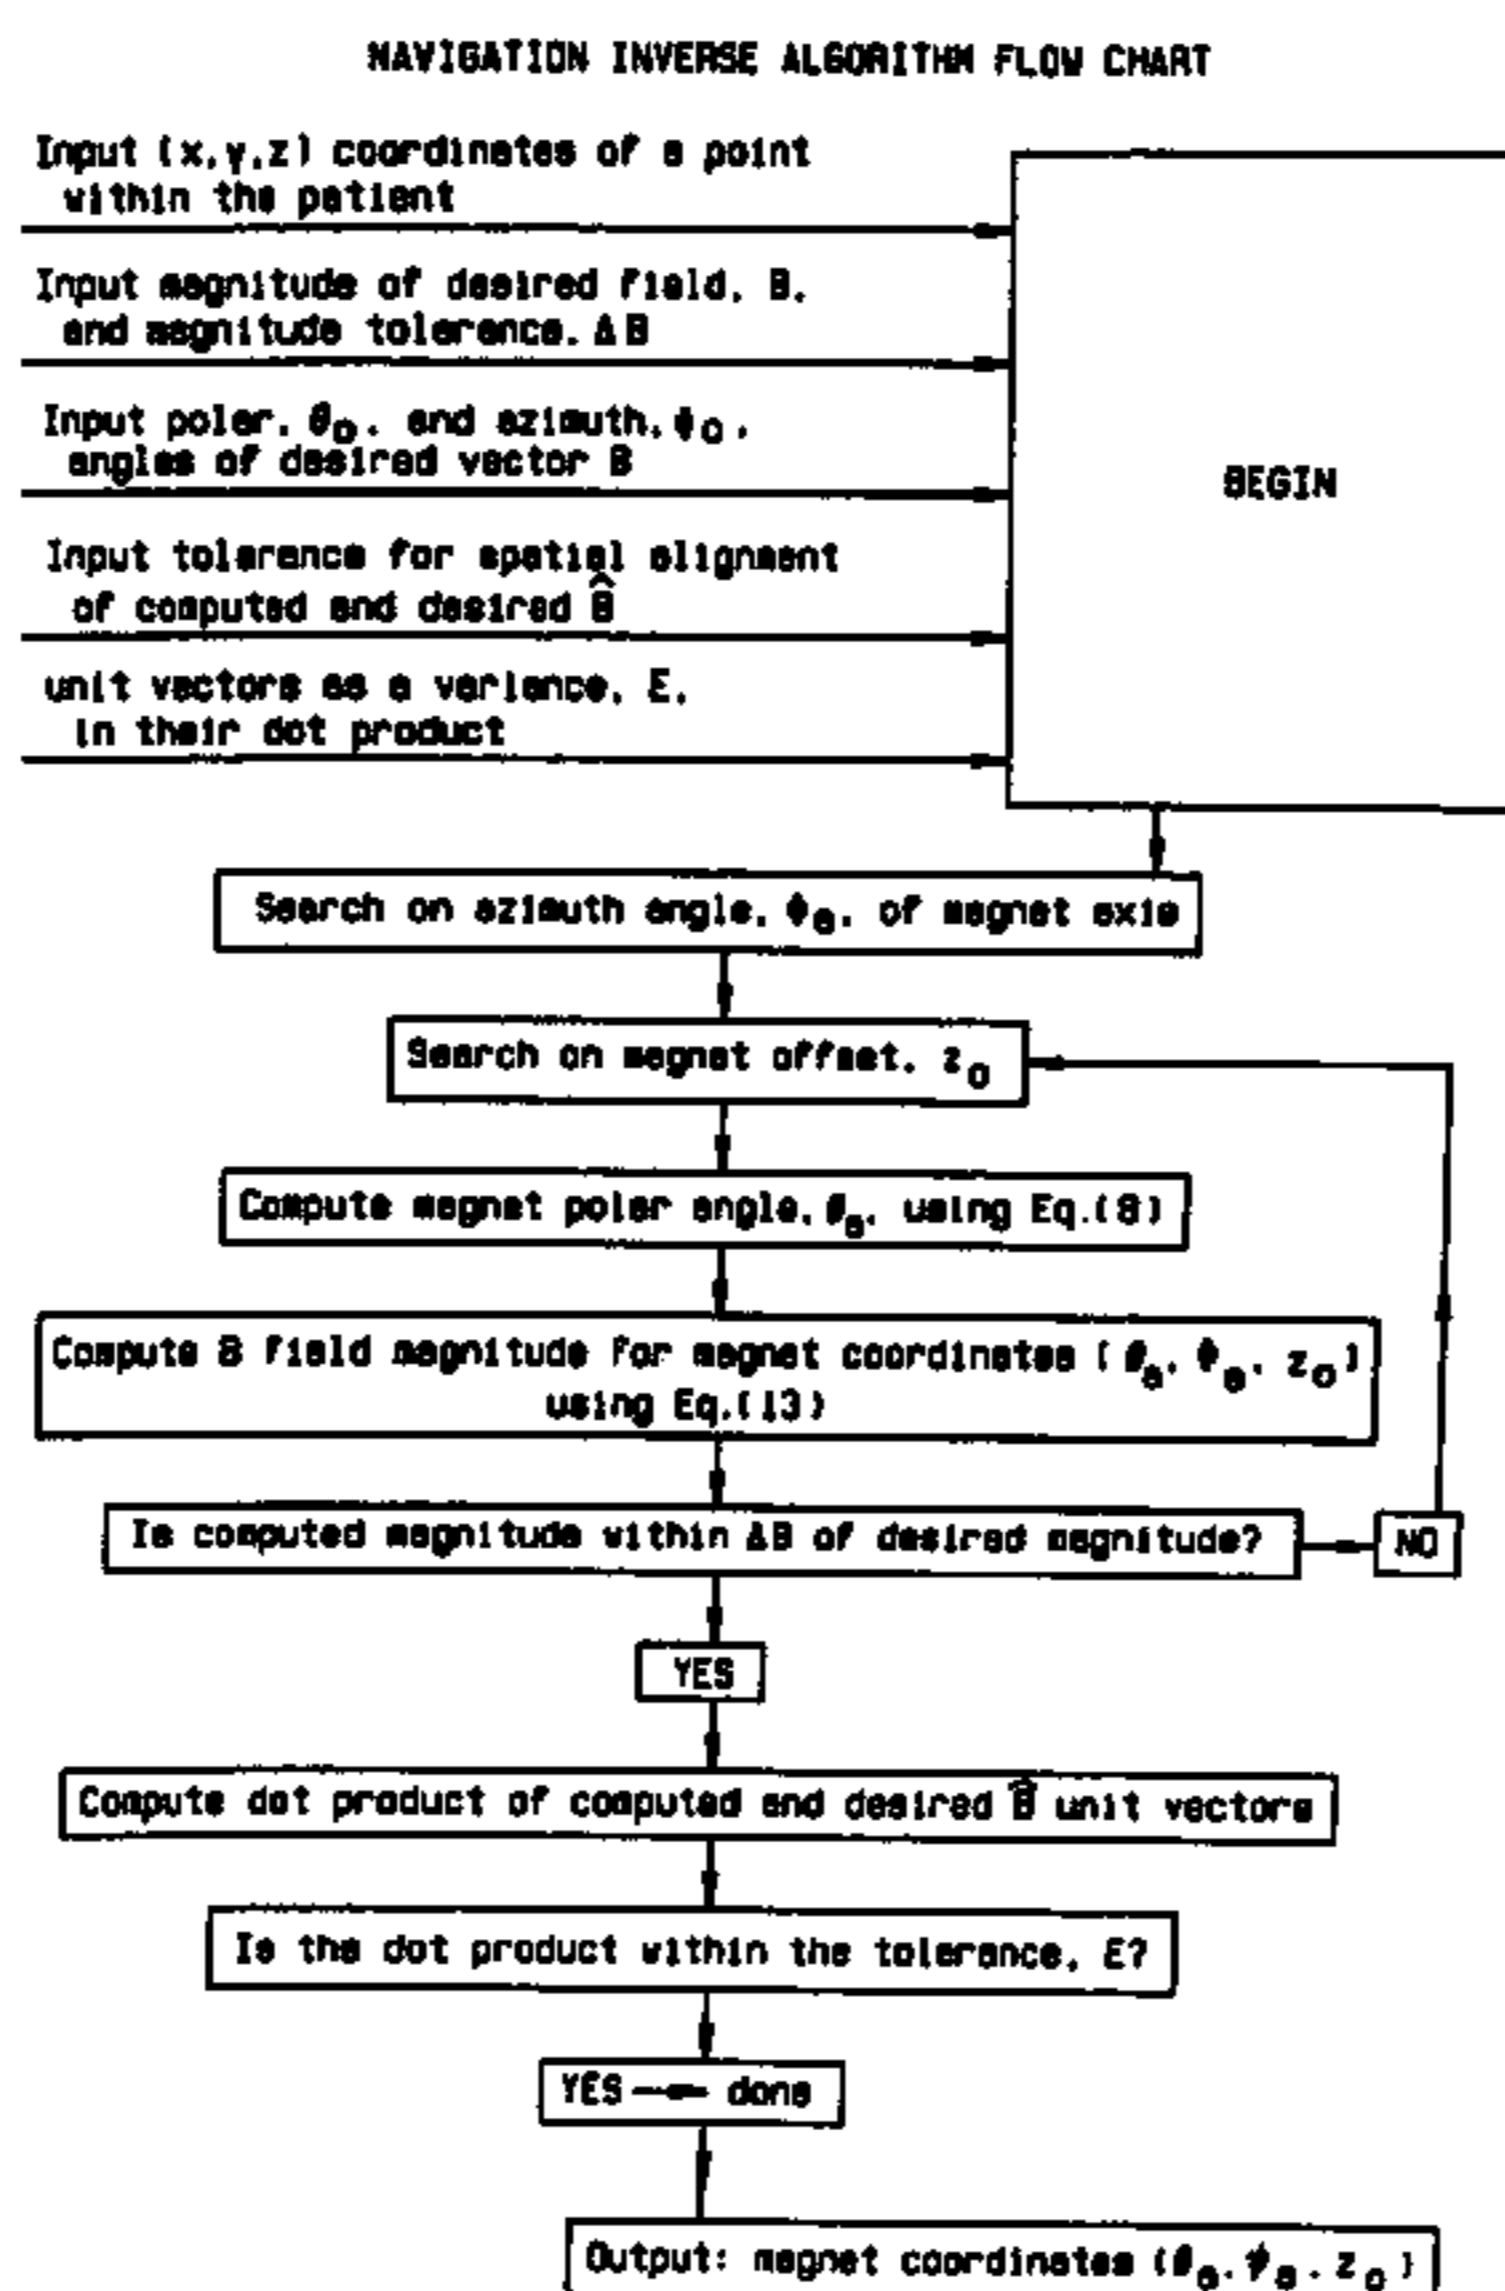 NAVIGATION INVERSE ALGORITHM FLOW CHART
Input (x,y,z) coordinates of a point
within the patient
Input magnitude of desired field, B,
and magnitude tolerence, ΔB
Input polar, θ₀, and azimuth, ϕ₀,
angles of desired vector B
Input tolerence for spatial alignment
of computed and desired B̂
unit vectors as a variance, Ɛ,
in their dot product
BEGIN
Search on azimuth angle, ϕₐ, of magnet axis
Search on magnet offset, z₀
Compute magnet polar angle, θₐ, using Eq.(8)
Compute B field magnitude for magnet coordinates (θₐ, ϕₐ, z₀)
using Eq.(13)
Is computed magnitude within ΔB of desired magnitude?
NO
YES
Compute dot product of computed and desired B̂ unit vectors
Is the dot product within the tolerance, Ɛ?
YES → done
Output: magnet coordinates (θₐ, ϕₐ, z₀)